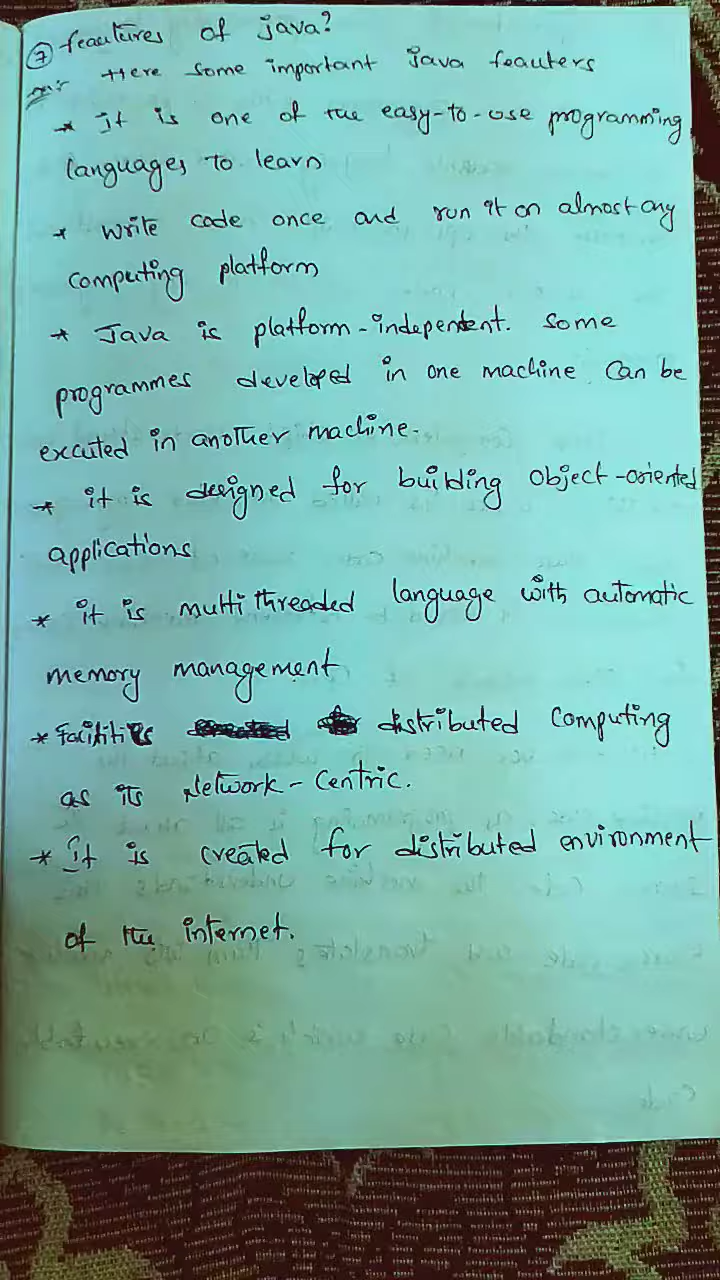 ⑦ feautures of java?
Ans Here some important java feauters
* it is one of the easy-to-use programming
languages to learn
* write code once and run it on almost any
computing platform
* Java is platform-independent. some
programmes developed in one machine can be
excuted in another machine.
* it is designed for building object-oriented
applications
* it is multi threaded language with automatic
memory management
* Facilities distributed computing
as its Network-Centric.
* it is created for distributed environment
of the internet.